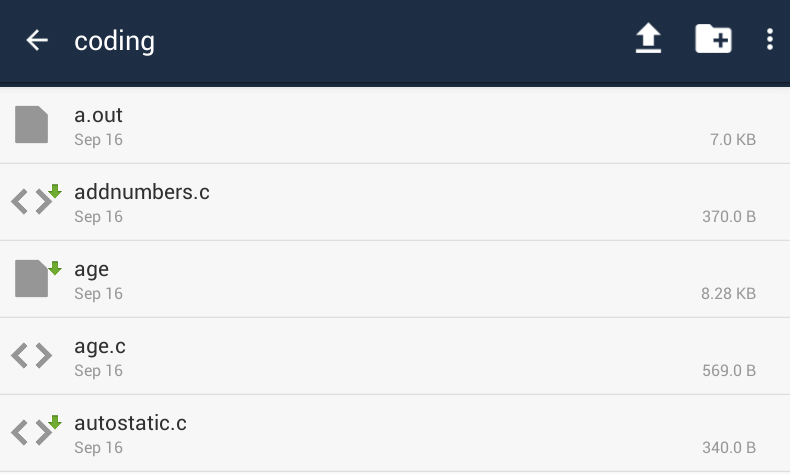 coding
a.out
Sep 16
7.0 KB
addnumbers.c
Sep 16
370.0 B
age
Sep 16
8.28 KB
age.c
Sep 16
569.0 B
autostatic.c
Sep 16
340.0 B